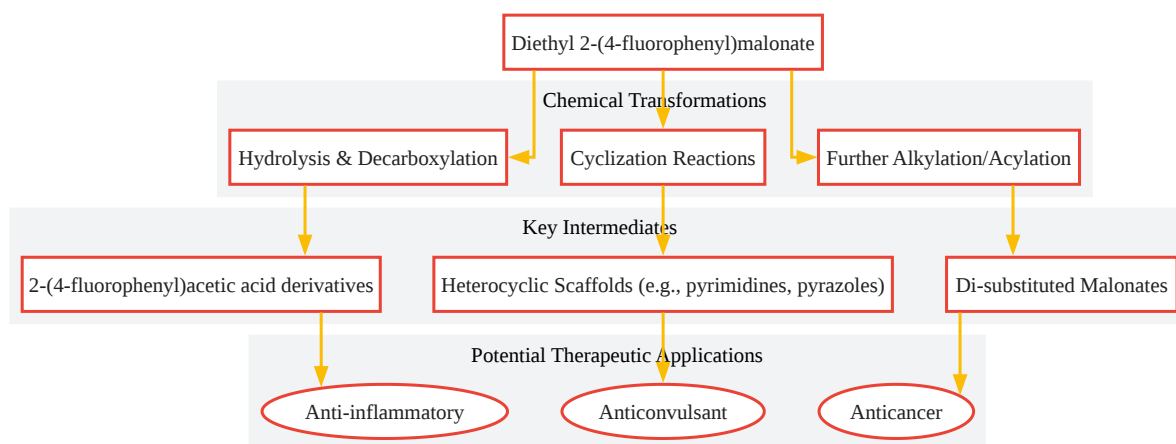 Diethyl 2-(4-fluorophenyl)malonate
Chemical Transformations
Hydrolysis & Decarboxylation
Cyclization Reactions
Further Alkylation/Acylation
Key Intermediates
2-(4-fluorophenyl)acetic acid derivatives
Heterocyclic Scaffolds (e.g., pyrimidines, pyrazoles)
Di-substituted Malonates
Potential Therapeutic Applications
Anti-inflammatory
Anticonvulsant
Anticancer